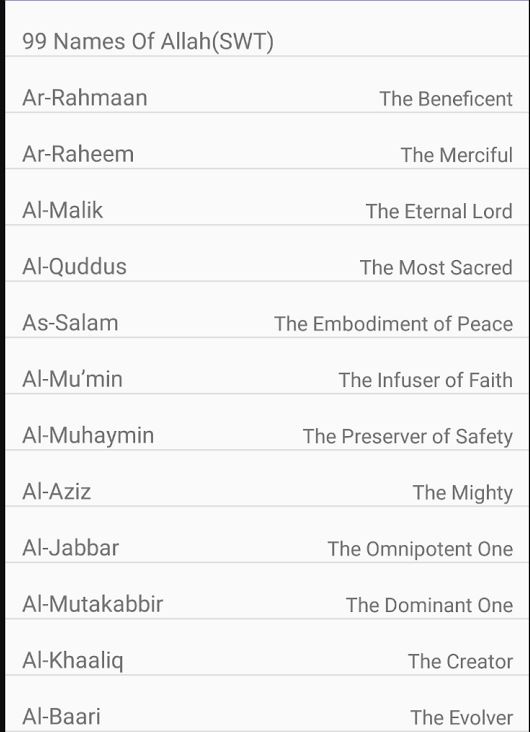 99 Names Of Allah(SWT)
Ar-Rahmaan The Beneficent
Ar-Raheem The Merciful
Al-Malik The Eternal Lord
Al-Quddus The Most Sacred
As-Salam The Embodiment of Peace
Al-Mu’min The Infuser of Faith
Al-Muhaymin The Preserver of Safety
Al-Aziz The Mighty
Al-Jabbar The Omnipotent One
Al-Mutakabbir The Dominant One
Al-Khaaliq The Creator
Al-Baari The Evolver